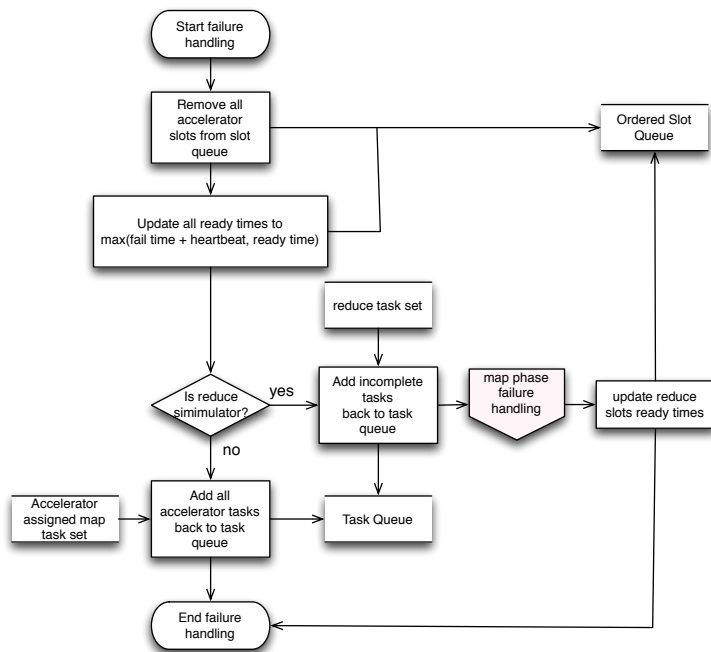 Start failure
handling
Remove all
accelerator
slots from slot
queue
Ordered Slot
Queue
Update all ready times to
max(fail time + heartbeat, ready time)
reduce task set
Is reduce
simimulator?
yes
Add incomplete
tasks
back to task
queue
map phase
failure
handling
update reduce
slots ready times
no
Accelerator
assigned map
task set
Add all
accelerator tasks
back to task
queue
Task Queue
End failure
handling